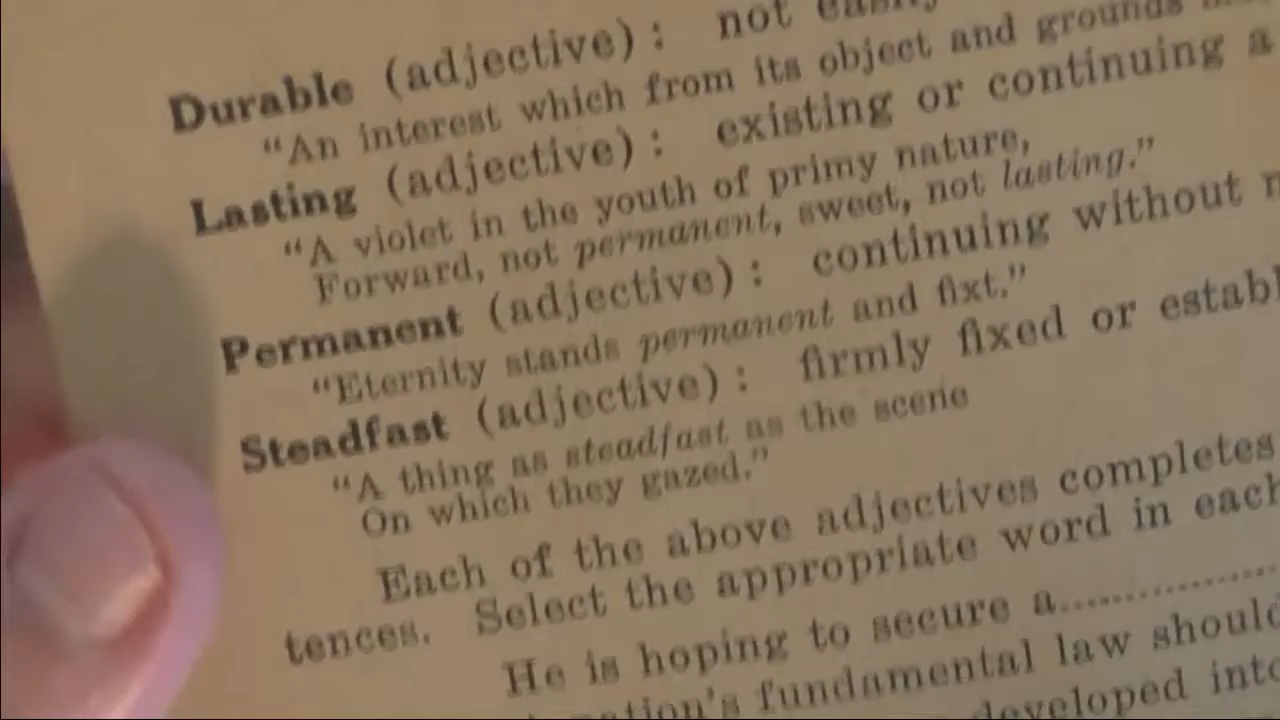 Durable (adjective): not
"An interest which from its object and grounds
Lasting (adjective): existing or continuing a
"A violet in the youth of primy nature,
Forward, not permanent, sweet, not lasting."
Permanent (adjective): continuing without
"Eternity stands permanent and fixt."
Steadfast (adjective): firmly fixed or establ
"A thing as steadfast as the scene
On which they gazed."
Each of the above adjectives completes
tences. Select the appropriate word in each
He is hoping to secure a..............
fundamental law should
developed into